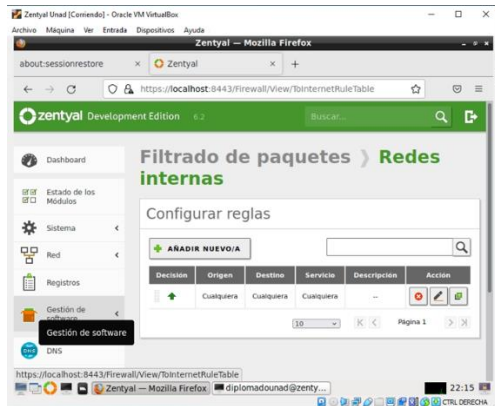 Zentyal Unad [Corriendo] - Oracle VM VirtualBox
Archivo Máquina Ver Entrada Dispositivos Ayuda
Zentyal — Mozilla Firefox
about:sessionrestore
Zentyal
https://localhost:8443/Firewall/View/ToInternetRuleTable
zentyal Development Edition 6.2
Buscar...
Dashboard
Estado de los Módulos
Sistema
Red
Registros
Gestión de software
Gestión de software
DNS
Filtrado de paquetes
Redes internas
Configurar reglas
AÑADIR NUEVO/A
Decisión Origen Destino Servicio Descripción Acción
Cualquiera Cualquiera Cualquiera --
10 Página 1
https://localhost:8443/Firewall/View/ToInternetRuleTable
Zentyal — Mozilla Firefox
diplomadounad@zenty...
22:15
CTRL DERECHA